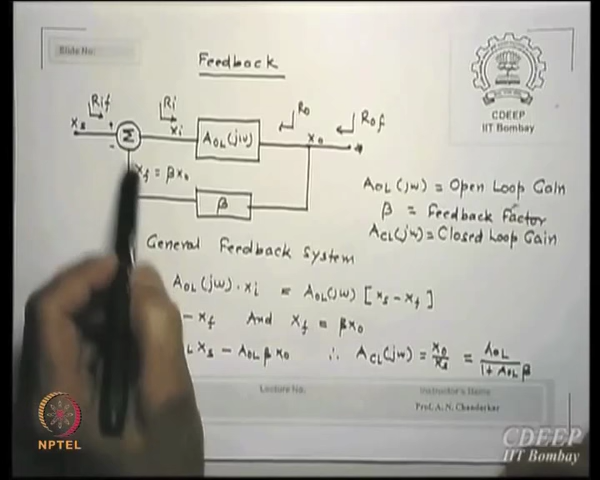 Slide No:
Feedback
CDEEP
IIT Bombay
Rif
Ri
Ro
Rof
xs
+
Σ
-
xi
AOL(jω)
xo
xf = βxo
β
AOL(jω) = Open Loop Gain
β = Feedback Factor
ACL(jω) = Closed Loop Gain
General Feedback System
AOL(jω)·xi = AOL(jω) [xs - xf]
- xf And xf = βxo
L xs - AOL β xo ∴ ACL(jω) = xo/xs = AOL/1+AOL β
Lecture No.
Instructor's Name
Prof. A. N. Chandorkar
NPTEL
CDEEP
IIT Bombay